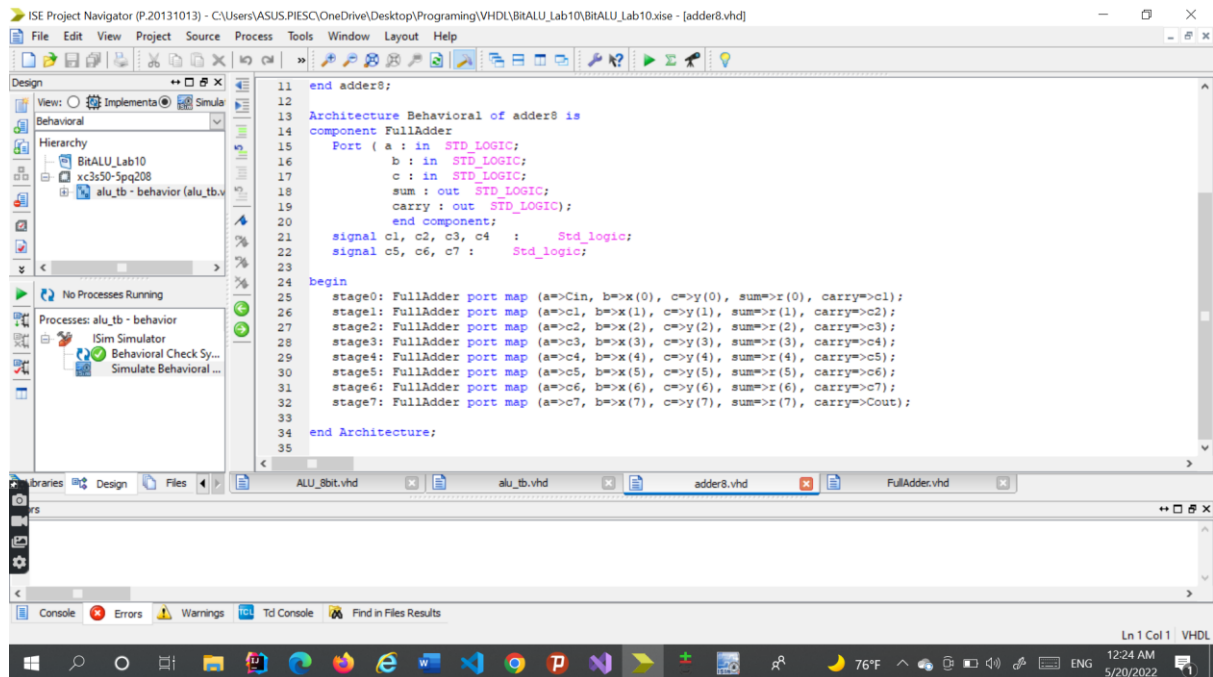 ISE Project Navigator (P.20131013) - C:\Users\ASUS.PIESC\OneDrive\Desktop\Programing\VHDL\BitALU_Lab10\BitALU_Lab10.xise - [adder8.vhd]
File Edit View Project Source Process Tools Window Layout Help
Design
View: Implementa Simula
Behavioral
Hierarchy
BitALU_Lab10
xc3s50-5pq208
alu_tb - behavior (alu_tb.v
No Processes Running
Processes: alu_tb - behavior
ISim Simulator
Behavioral Check Sy...
Simulate Behavioral ...
11 end adder8;
12
13 Architecture Behavioral of adder8 is
14 component FullAdder
15 Port ( a : in STD_LOGIC;
16 b : in STD_LOGIC;
17 c : in STD_LOGIC;
18 sum : out STD_LOGIC;
19 carry : out STD_LOGIC);
20 end component;
21 signal c1, c2, c3, c4 : Std_logic;
22 signal c5, c6, c7 : Std_logic;
23
24 begin
25 stage0: FullAdder port map (a=>Cin, b=>x(0), c=>y(0), sum=>r(0), carry=>c1);
26 stage1: FullAdder port map (a=>c1, b=>x(1), c=>y(1), sum=>r(1), carry=>c2);
27 stage2: FullAdder port map (a=>c2, b=>x(2), c=>y(2), sum=>r(2), carry=>c3);
28 stage3: FullAdder port map (a=>c3, b=>x(3), c=>y(3), sum=>r(3), carry=>c4);
29 stage4: FullAdder port map (a=>c4, b=>x(4), c=>y(4), sum=>r(4), carry=>c5);
30 stage5: FullAdder port map (a=>c5, b=>x(5), c=>y(5), sum=>r(5), carry=>c6);
31 stage6: FullAdder port map (a=>c6, b=>x(6), c=>y(6), sum=>r(6), carry=>c7);
32 stage7: FullAdder port map (a=>c7, b=>x(7), c=>y(7), sum=>r(7), carry=>Cout);
33
34 end Architecture;
35
braries Design Files ALU_8bit.vhd alu_tb.vhd adder8.vhd FullAdder.vhd
rs
Console Errors Warnings Tcl Console Find in Files Results
Ln 1 Col 1 VHDL
76°F ENG 12:24 AM
5/20/2022